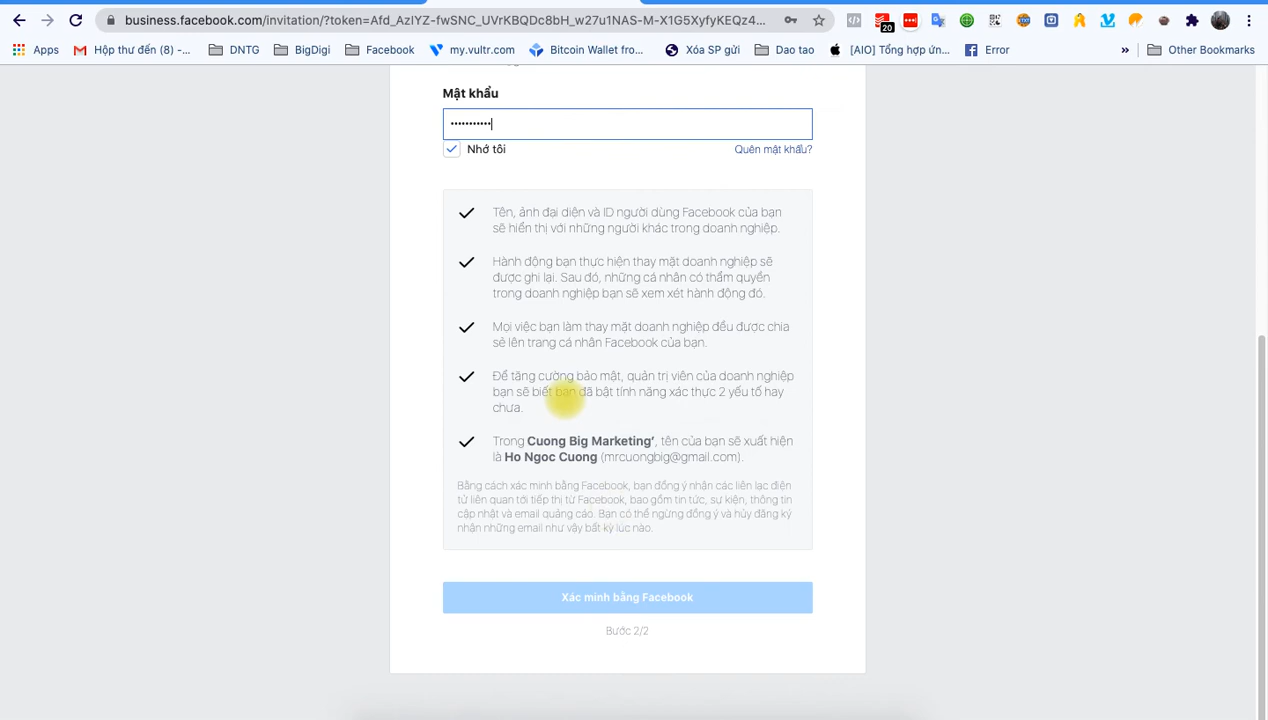 business.facebook.com/invitation/?token=Afd_AzIYZ-fwSNC_UVrKBQDc8bH_w27u1NAS-M-X1G5XyfyKEQz4...
20
Apps Hộp thư đến (8) -... DNTG BigDigi Facebook my.vultr.com Bitcoin Wallet fro... Xóa SP gửi Dao tao [AIO] Tổng hợp ứn... Error » Other Bookmarks
Mật khẩu
•••••••••••
Nhớ tôi Quên mật khẩu?
Tên, ảnh đại diện và ID người dùng Facebook của bạn
sẽ hiển thị với những người khác trong doanh nghiệp.
Hành động bạn thực hiện thay mặt doanh nghiệp sẽ
được ghi lại. Sau đó, những cá nhân có thẩm quyền
trong doanh nghiệp bạn sẽ xem xét hành động đó.
Mọi việc bạn làm thay mặt doanh nghiệp đều được chia
sẻ lên trang cá nhân Facebook của bạn.
Để tăng cường bảo mật, quản trị viên của doanh nghiệp
bạn sẽ biết bạn đã bật tính năng xác thực 2 yếu tố hay
chưa.
Trong Cuong Big Marketing', tên của bạn sẽ xuất hiện
là Ho Ngoc Cuong (mrcuongbig@gmail.com).
Bằng cách xác minh bằng Facebook, bạn đồng ý nhận các liên lạc điện
tử liên quan tới tiếp thị từ Facebook, bao gồm tin tức, sự kiện, thông tin
cập nhật và email quảng cáo. Bạn có thể ngừng đồng ý và hủy đăng ký
nhận những email như vậy bất kỳ lúc nào.
Xác minh bằng Facebook
Bước 2/2